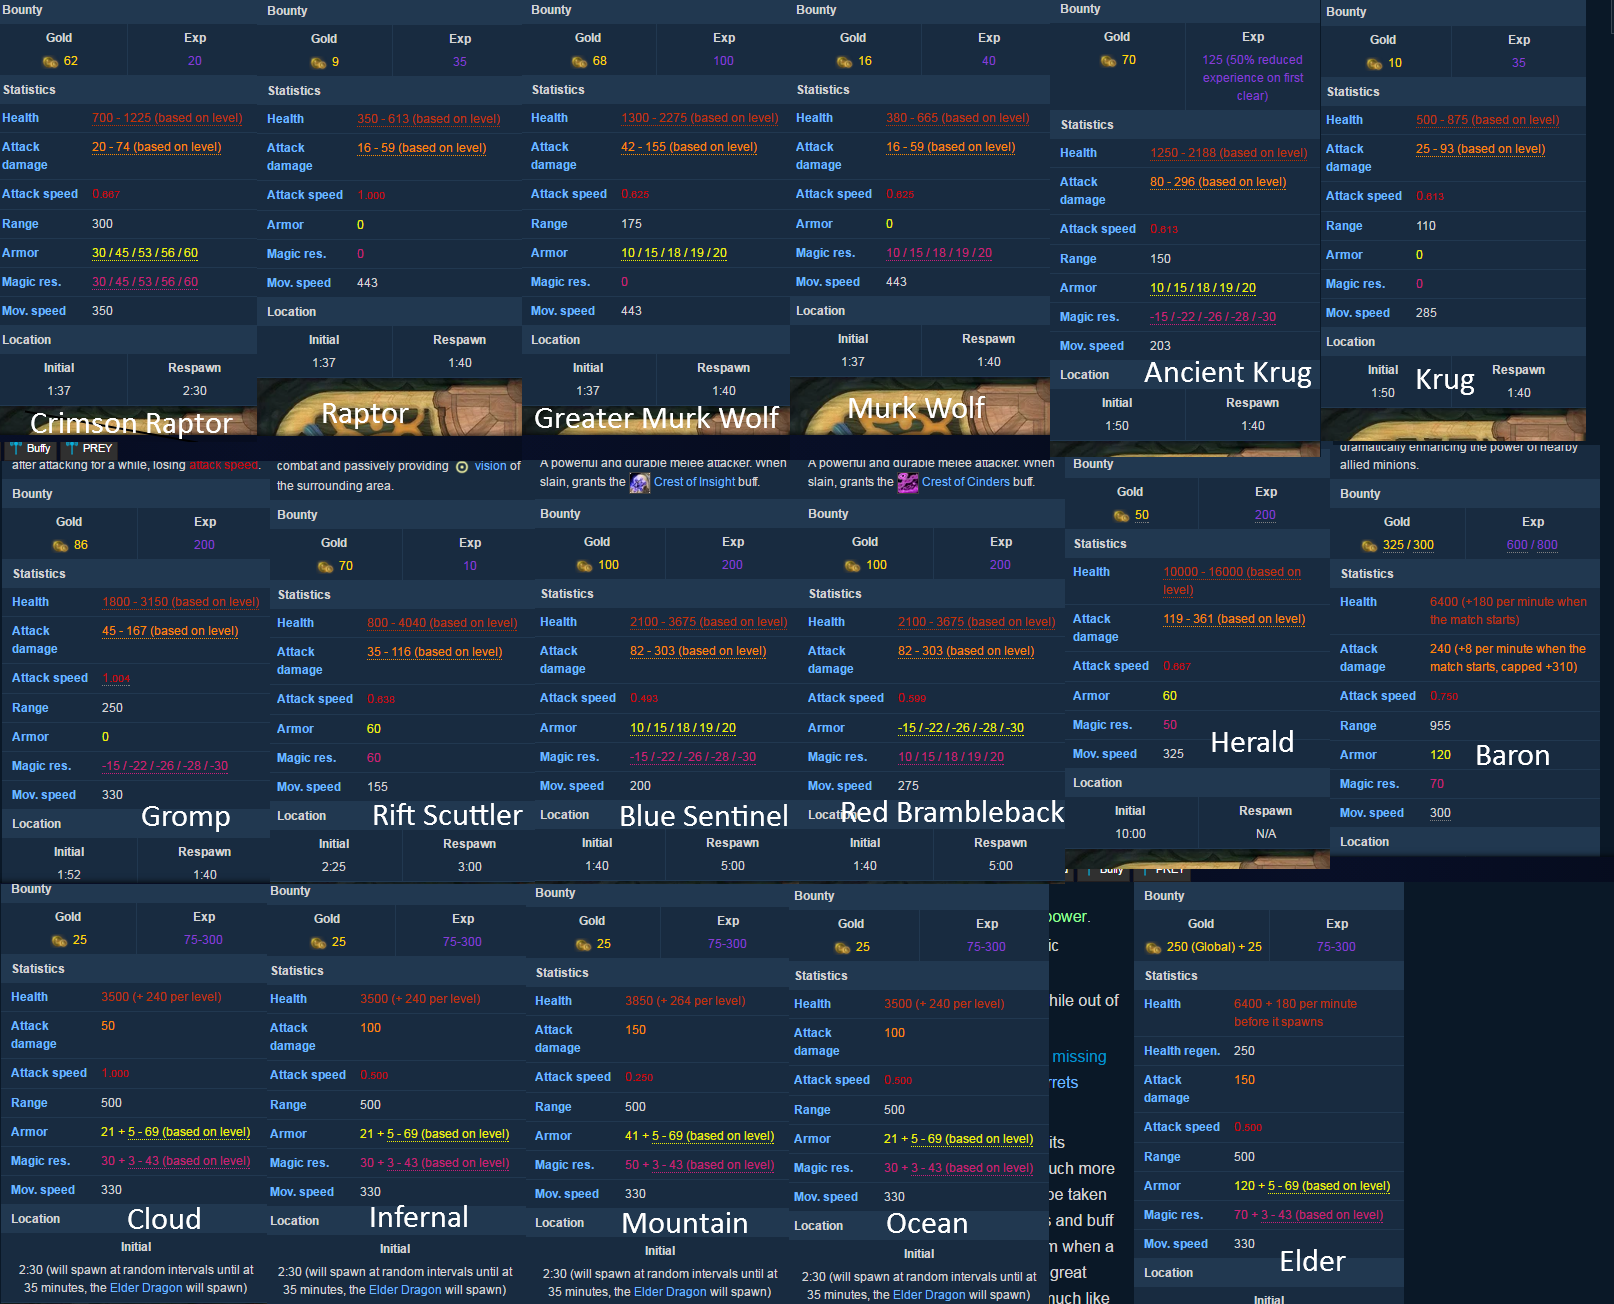 Bounty
Gold Exp
62 20
Statistics
Health 700 - 1225 (based on level)
Attack damage 20 - 74 (based on level)
Attack speed 0.667
Range 300
Armor 30 / 45 / 53 / 56 / 60
Magic res. 30 / 45 / 53 / 56 / 60
Mov. speed 350
Location
Initial Respawn
1:37 2:30
Crimson Raptor
Bounty
Gold Exp
9 35
Statistics
Health 350 - 613 (based on level)
Attack damage 16 - 59 (based on level)
Attack speed 1.000
Armor 0
Magic res. 0
Mov. speed 443
Location
Initial Respawn
1:37 1:40
Raptor
Bounty
Gold Exp
68 100
Statistics
Health 1300 - 2275 (based on level)
Attack damage 42 - 155 (based on level)
Attack speed 0.625
Range 175
Armor 10 / 15 / 18 / 19 / 20
Magic res. 0
Mov. speed 443
Location
Initial Respawn
1:37 1:40
Greater Murk Wolf
Bounty
Gold Exp
16 40
Statistics
Health 380 - 665 (based on level)
Attack damage 16 - 59 (based on level)
Attack speed 0.625
Armor 0
Magic res. 10 / 15 / 18 / 19 / 20
Mov. speed 443
Location
Initial Respawn
1:37 1:40
Murk Wolf
Bounty
Gold Exp
70 125 (50% reduced
experience on first
clear)
Statistics
Health 1250 - 2188 (based on level)
Attack damage 80 - 296 (based on level)
Attack speed 0.613
Range 150
Armor 10 / 15 / 18 / 19 / 20
Magic res. -15 / -22 / -26 / -28 / -30
Mov. speed 203
Location Ancient Krug
Initial Respawn
1:50 1:40
Bounty
Gold Exp
10 35
Statistics
Health 500 - 875 (based on level)
Attack damage 25 - 93 (based on level)
Attack speed 0.613
Range 110
Armor 0
Magic res. 0
Mov. speed 285
Location
Initial Krug Respawn
1:50 1:40
Buffy PREY
after attacking for a while, losing attack speed.
Bounty
Gold Exp
86 200
Statistics
Health 1800 - 3150 (based on level)
Attack damage 45 - 167 (based on level)
Attack speed 1.004
Range 250
Armor 0
Magic res. -15 / -22 / -26 / -28 / -30
Mov. speed 330
Location Gromp
Initial Respawn
1:52 1:40
combat and passively providing vision of
the surrounding area.
Bounty
Gold Exp
70 10
Statistics
Health 800 - 4040 (based on level)
Attack damage 35 - 116 (based on level)
Attack speed 0.638
Armor 60
Magic res. 60
Mov. speed 155
Location Rift Scuttler
Initial Respawn
2:25 3:00
A powerful and durable melee attacker. When
slain, grants the Crest of Insight buff.
Bounty
Gold Exp
100 200
Statistics
Health 2100 - 3675 (based on level)
Attack damage 82 - 303 (based on level)
Attack speed 0.493
Armor 10 / 15 / 18 / 19 / 20
Magic res. -15 / -22 / -26 / -28 / -30
Mov. speed 200
Location Blue Sentinel
Initial Respawn
1:40 5:00
A powerful and durable melee attacker. When
slain, grants the Crest of Cinders buff.
Bounty
Gold Exp
100 200
Statistics
Health 2100 - 3675 (based on level)
Attack damage 82 - 303 (based on level)
Attack speed 0.599
Armor -15 / -22 / -26 / -28 / -30
Magic res. 10 / 15 / 18 / 19 / 20
Mov. speed 275
Location Red Brambleback
Initial Respawn
1:40 5:00
Bounty
Gold Exp
50 200
Statistics
Health 10000 - 16000 (based on
level)
Attack damage 119 - 361 (based on level)
Attack speed 0.667
Armor 60
Magic res. 50
Herald
Mov. speed 325
Location
Initial Respawn
10:00 N/A
dramatically enhancing the power of nearby
allied minions.
Bounty
Gold Exp
325 / 300 600 / 800
Statistics
Health 6400 (+180 per minute when
the match starts)
Attack damage 240 (+8 per minute when the
match starts, capped +310)
Attack speed 0.750
Range 955
Armor 120
Baron
Magic res. 70
Mov. speed 300
Location
Buffy PREY
Bounty
Gold Exp
25 75-300
Statistics
Health 3500 (+ 240 per level)
Attack damage 50
Attack speed 1.000
Range 500
Armor 21 + 5 - 69 (based on level)
Magic res. 30 + 3 - 43 (based on level)
Mov. speed 330
Location Cloud
Initial
2:30 (will spawn at random intervals until at
35 minutes, the Elder Dragon will spawn)
Bounty
Gold Exp
25 75-300
Statistics
Health 3500 (+ 240 per level)
Attack damage 100
Attack speed 0.500
Range 500
Armor 21 + 5 - 69 (based on level)
Magic res. 30 + 3 - 43 (based on level)
Mov. speed 330
Location Infernal
Initial
2:30 (will spawn at random intervals until at
35 minutes, the Elder Dragon will spawn)
Bounty
Gold Exp
25 75-300
Statistics
Health 3850 (+ 264 per level)
Attack damage 150
Attack speed 0.250
Range 500
Armor 41 + 5 - 69 (based on level)
Magic res. 50 + 3 - 43 (based on level)
Mov. speed 330
Location Mountain
Initial
2:30 (will spawn at random intervals until at
35 minutes, the Elder Dragon will spawn)
Bounty
Gold Exp
25 75-300
Statistics
Health 3500 (+ 240 per level)
Attack damage 100
Attack speed 0.500
Range 500
Armor 21 + 5 - 69 (based on level)
Magic res. 30 + 3 - 43 (based on level)
Mov. speed 330
Location Ocean
Initial
2:30 (will spawn at random intervals until at
35 minutes, the Elder Dragon will spawn)
power.
ic
hile out of
missing
rrets
its
uch more
be taken
s and buff
m when a
great
much like
Bounty
Gold Exp
250 (Global) + 25 75-300
Statistics
Health 6400 + 180 per minute
before it spawns
Health regen. 250
Attack damage 150
Attack speed 0.500
Range 500
Armor 120 + 5 - 69 (based on level)
Magic res. 70 + 3 - 43 (based on level)
Mov. speed 330
Elder
Location
Initial